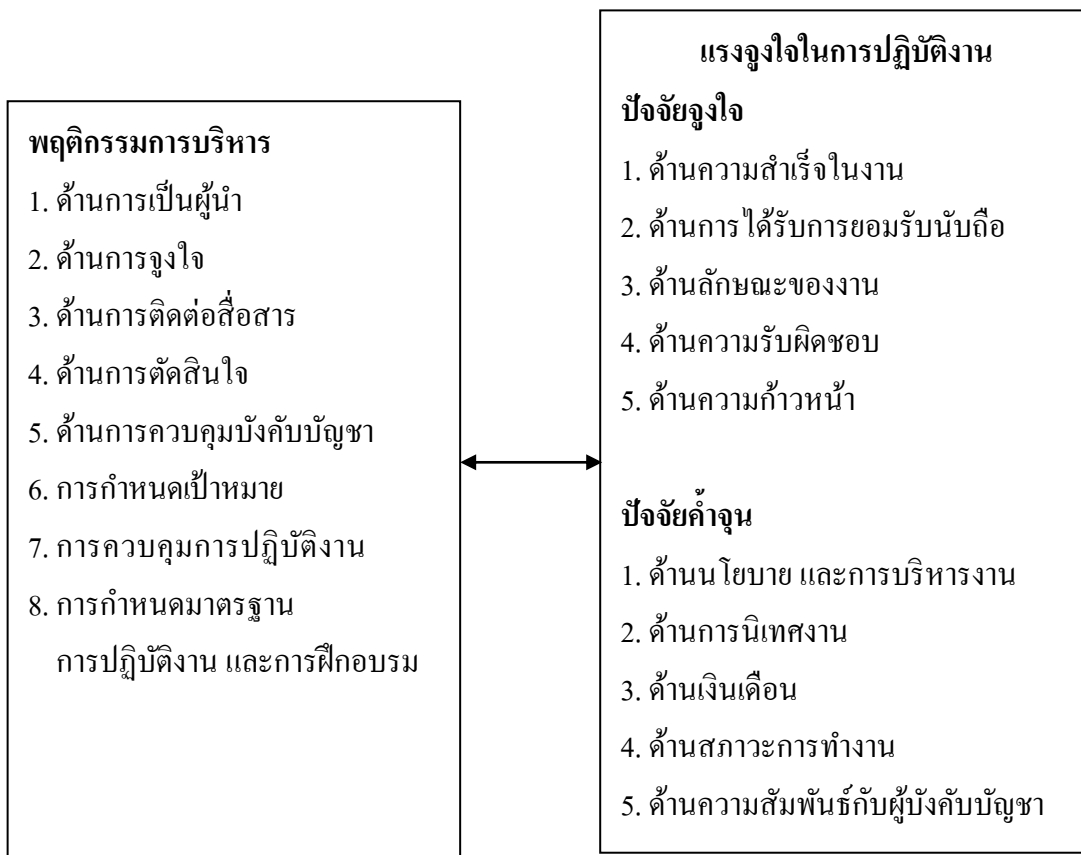 พฤติกรรมการบริหาร
1. ด้านการเป็นผู้นำ
2. ด้านการจูงใจ
3. ด้านการติดต่อสื่อสาร
4. ด้านการตัดสินใจ
5. ด้านการควบคุมบังคับบัญชา
6. การกำหนดเป้าหมาย
7. การควบคุมการปฏิบัติงาน
8. การกำหนดมาตรฐาน
การปฏิบัติงาน และการฝึกอบรม
แรงจูงใจในการปฏิบัติงาน
ปัจจัยจูงใจ
1. ด้านความสำเร็จในงาน
2. ด้านการได้รับการยอมรับนับถือ
3. ด้านลักษณะของงาน
4. ด้านความรับผิดชอบ
5. ด้านความก้าวหน้า
ปัจจัยค้ำจุน
1. ด้านนโยบาย และการบริหารงาน
2. ด้านการนิเทศงาน
3. ด้านเงินเดือน
4. ด้านสภาวะการทำงาน
5. ด้านความสัมพันธ์กับผู้บังคับบัญชา